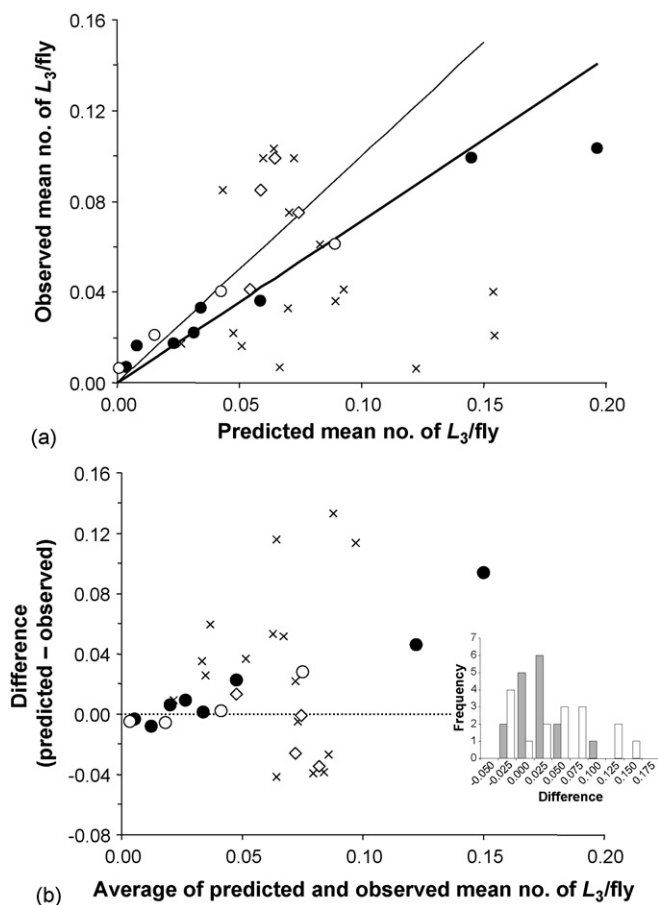 0.16
0.12
0.08
0.04
0.00
0.00 0.05 0.10 0.15 0.20
Observed mean no. of L₃/fly
Predicted mean no. of L₃/fly
(a)
0.16
0.12
0.08
0.04
0.00
-0.04
-0.08
0.00 0.05 0.10 0.15 0.20
Difference
(predicted – observed)
7
6
5
4
3
2
1
0
Frequency
-0.050 -0.025 0.000 0.025 0.050 0.075 0.100 0.125 0.150 0.175
Difference
(b) Average of predicted and observed mean no. of L₃/fly